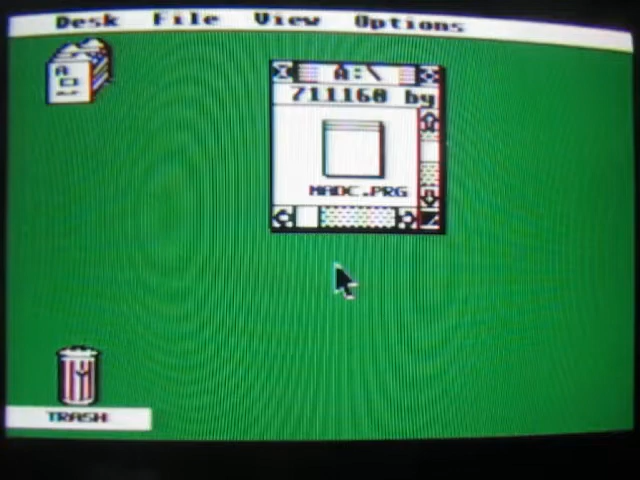 Desk File View Options
A:\
711160 by
MADC.PRG
A
TRASH